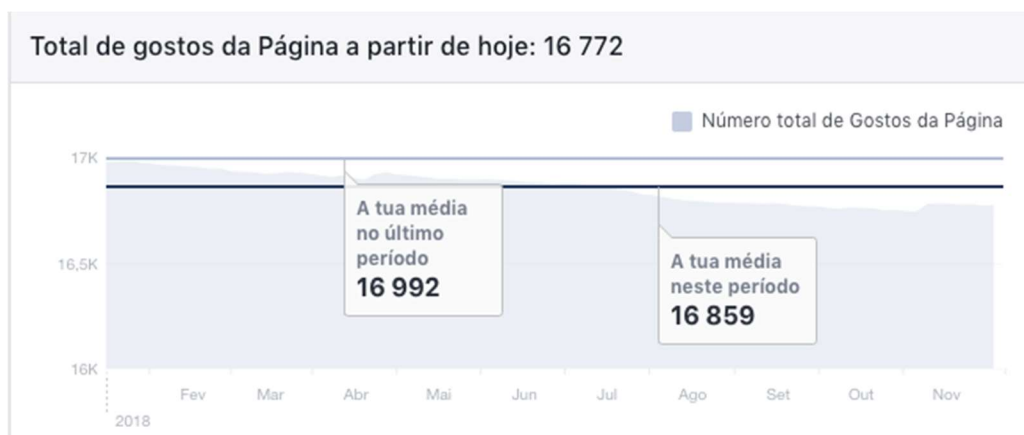 Total de gostos da Página a partir de hoje: 16 772
Número total de Gostos da Página
17K
A tua média
no último
período
16 992
16,5K
A tua média
neste período
16 859
16K
Fev Mar Abr Mai Jun Jul Ago Set Out Nov
2018